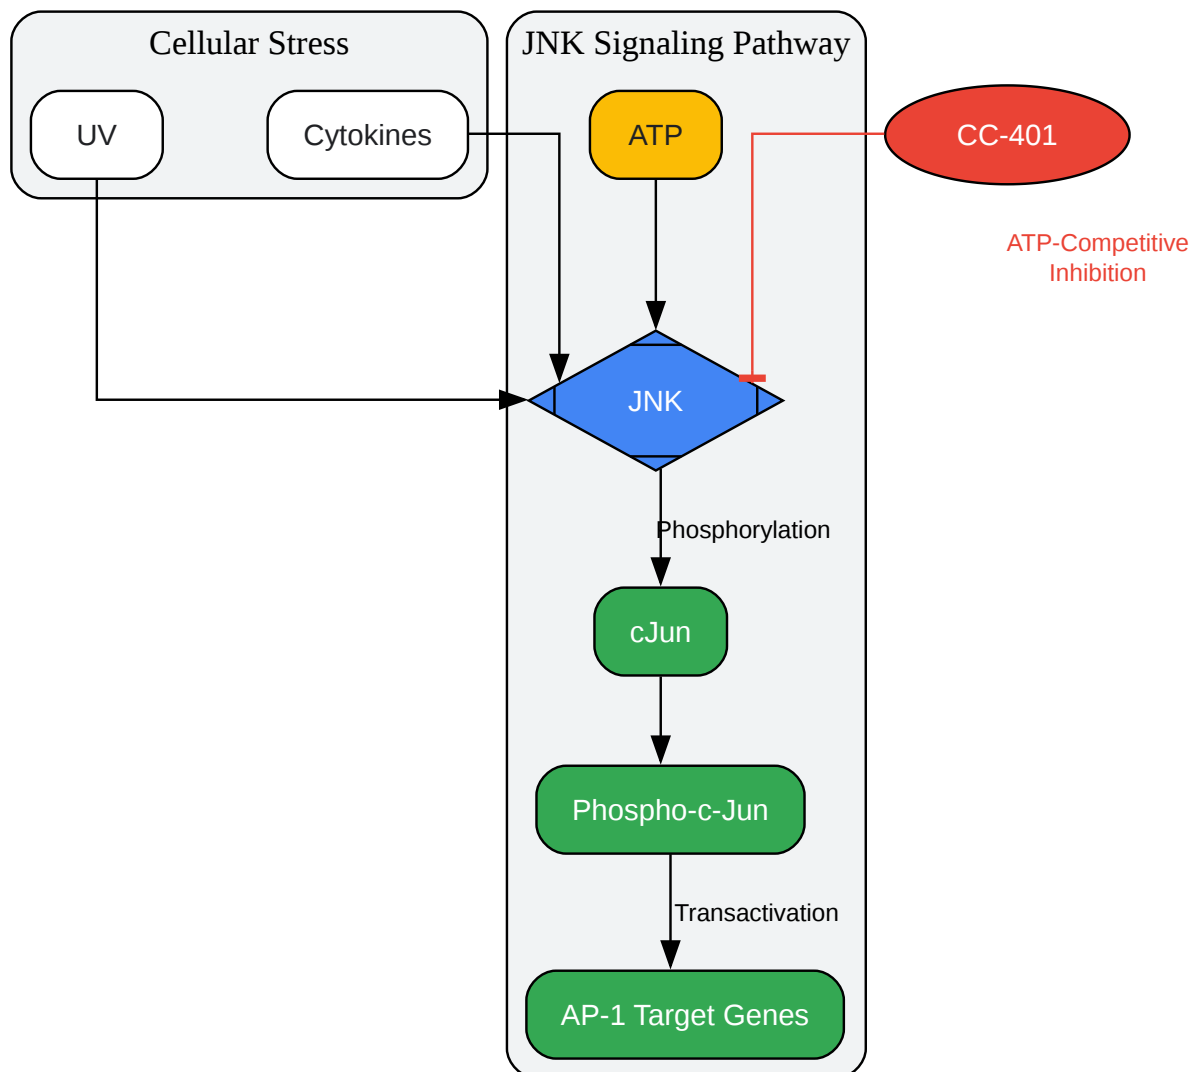 Cellular Stress
JNK Signaling Pathway
UV
Cytokines
ATP
CC-401
ATP-Competitive
Inhibition
JNK
Phosphorylation
cJun
Phospho-c-Jun
Transactivation
AP-1 Target Genes